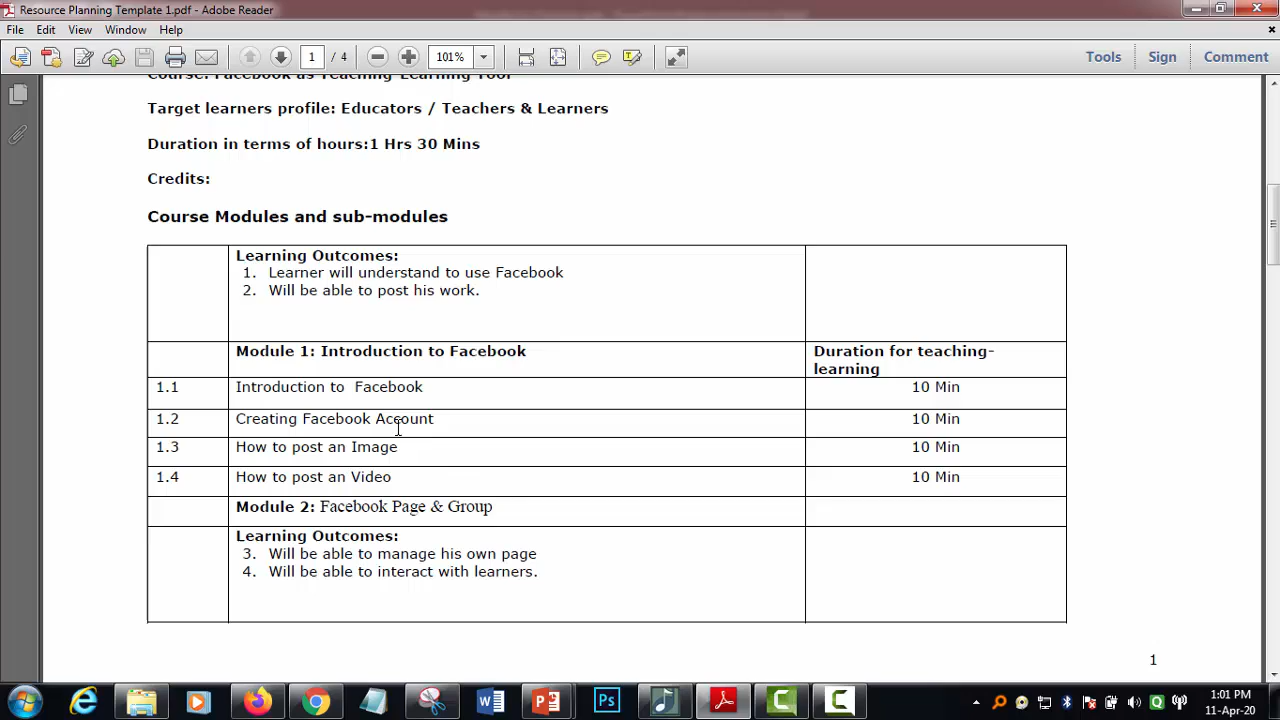 Resource Planning Template 1.pdf - Adobe Reader
File Edit View Window Help
1 / 4 101% Tools Sign Comment
Course: Facebook as Teaching-Learning Tool
Target learners profile: Educators / Teachers & Learners
Duration in terms of hours:1 Hrs 30 Mins
Credits:
Course Modules and sub-modules
Learning Outcomes:
1. Learner will understand to use Facebook
2. Will be able to post his work.
Module 1: Introduction to Facebook
Duration for teaching-
learning
1.1 Introduction to  Facebook 10 Min
1.2 Creating Facebook Account 10 Min
1.3 How to post an Image 10 Min
1.4 How to post an Video 10 Min
Module 2: Facebook Page & Group
Learning Outcomes:
3. Will be able to manage his own page
4. Will be able to interact with learners.
1
1:01 PM
11-Apr-20